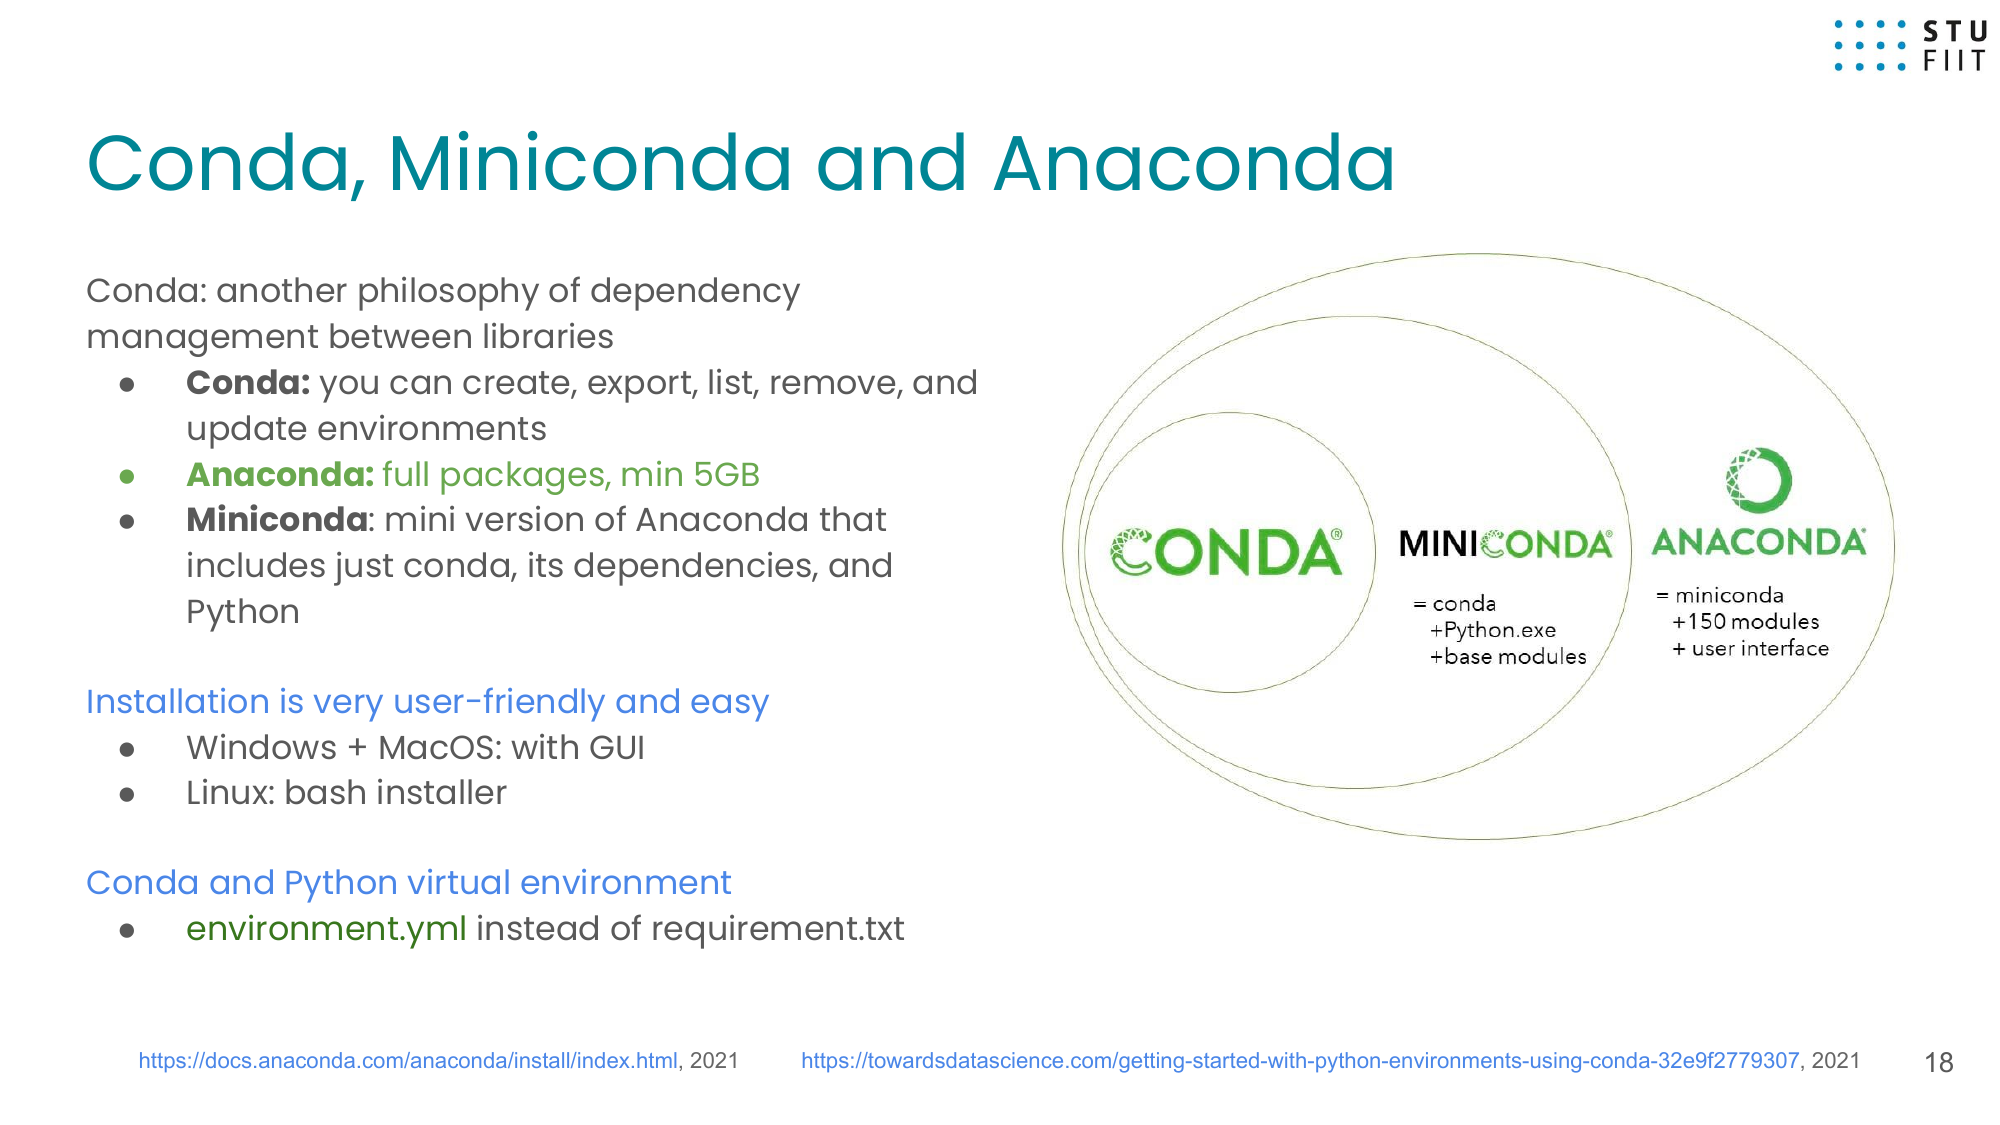 STU
FIIT
Conda, Miniconda and Anaconda
Conda: another philosophy of dependency
management between libraries
● Conda: you can create, export, list, remove, and
update environments
● Anaconda: full packages, min 5GB
● Miniconda: mini version of Anaconda that
includes just conda, its dependencies, and
Python
Installation is very user-friendly and easy
● Windows + MacOS: with GUI
● Linux: bash installer
Conda and Python virtual environment
● environment.yml instead of requirement.txt
CONDA®
MINICONDA®
= conda
+Python.exe
+base modules
ANACONDA®
= miniconda
+150 modules
+ user interface
https://docs.anaconda.com/anaconda/install/index.html, 2021
https://towardsdatascience.com/getting-started-with-python-environments-using-conda-32e9f2779307, 2021
18